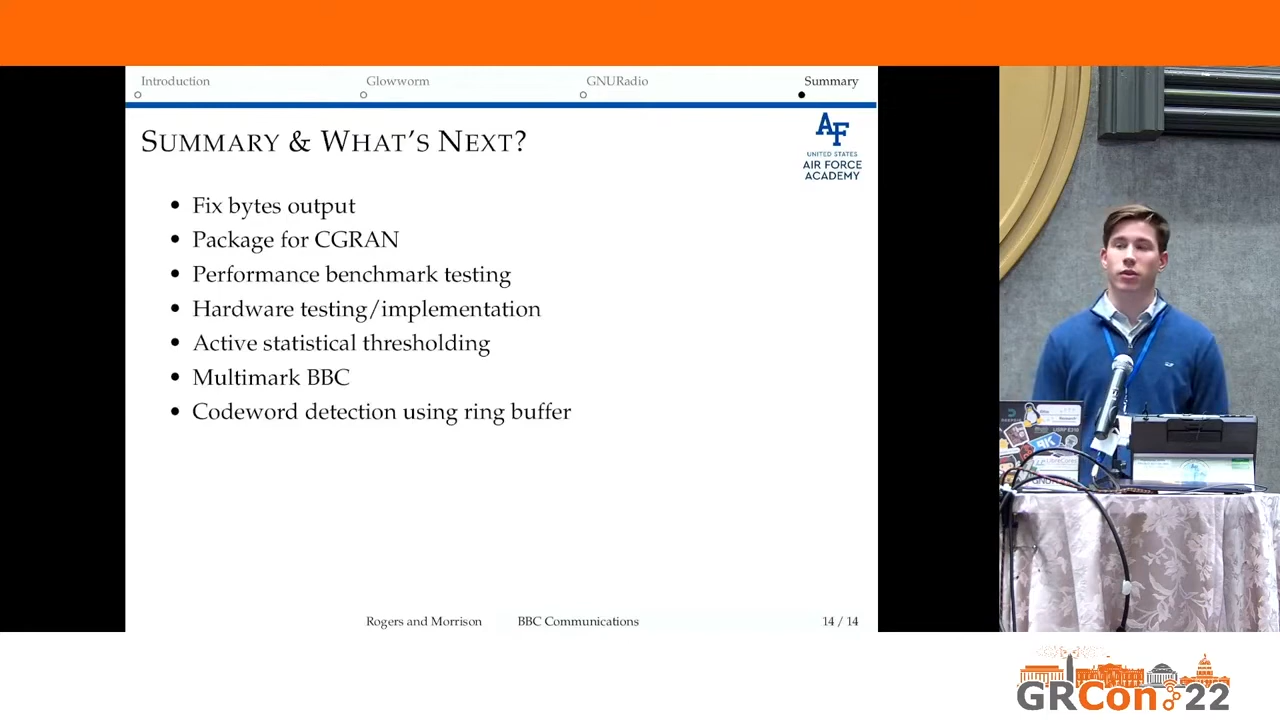 Introduction
Glowworm
GNURadio
Summary
SUMMARY & WHAT'S NEXT?
AF
UNITED STATES
AIR FORCE
ACADEMY
• Fix bytes output
• Package for CGRAN
• Performance benchmark testing
• Hardware testing/implementation
• Active statistical thresholding
• Multimark BBC
• Codeword detection using ring buffer
Rogers and Morrison
BBC Communications
14 / 14
GRCon 22